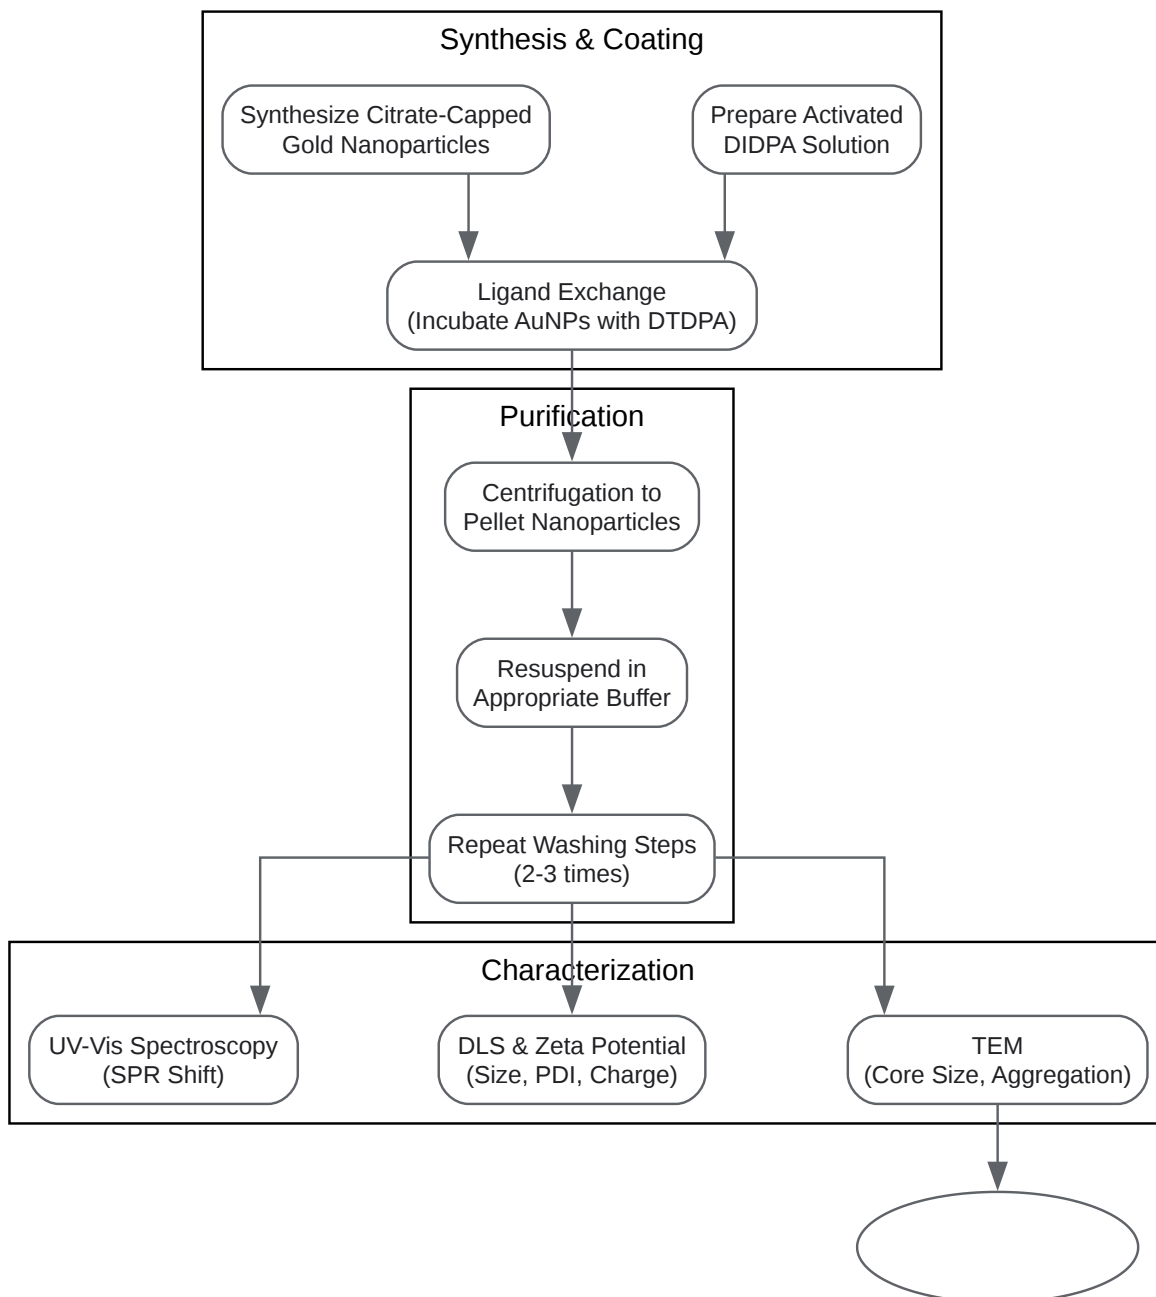 Synthesis & Coating
Synthesize Citrate-Capped
Gold Nanoparticles
Prepare Activated
DIDPA Solution
Ligand Exchange
(Incubate AuNPs with DTDPA)
Purification
Centrifugation to
Pellet Nanoparticles
Resuspend in
Appropriate Buffer
Repeat Washing Steps
(2-3 times)
Characterization
UV-Vis Spectroscopy
(SPR Shift)
DLS & Zeta Potential
(Size, PDI, Charge)
TEM
(Core Size, Aggregation)